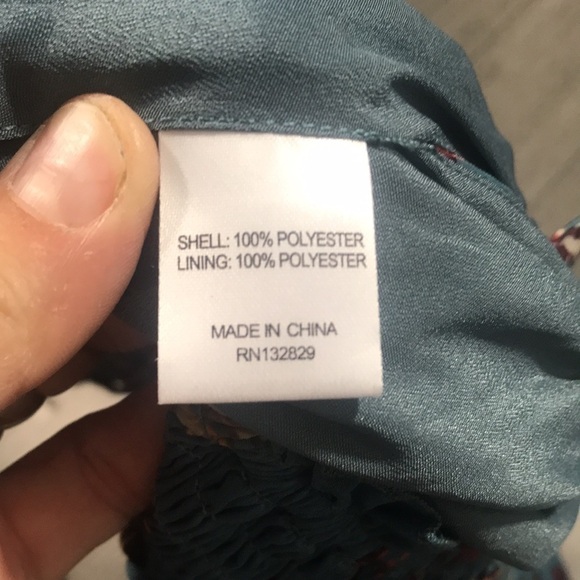 SHELL: 100% POLYESTER
LINING: 100% POLYESTER
MADE IN CHINA
RN132829